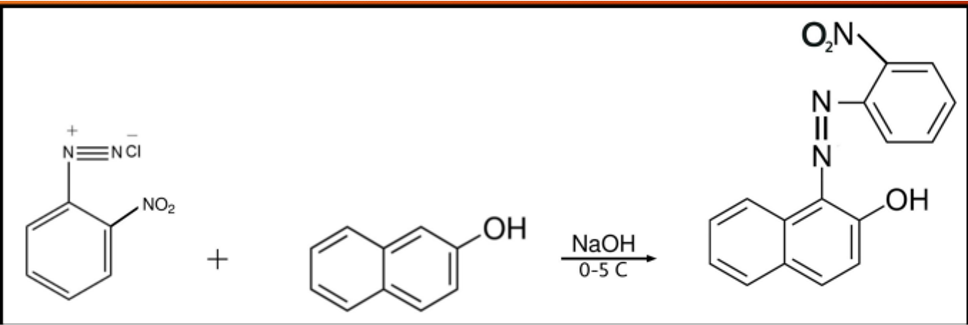 O₂N
N
N
OH
+ −
N≡N Cl
NO₂
+
OH
NaOH
0-5 C